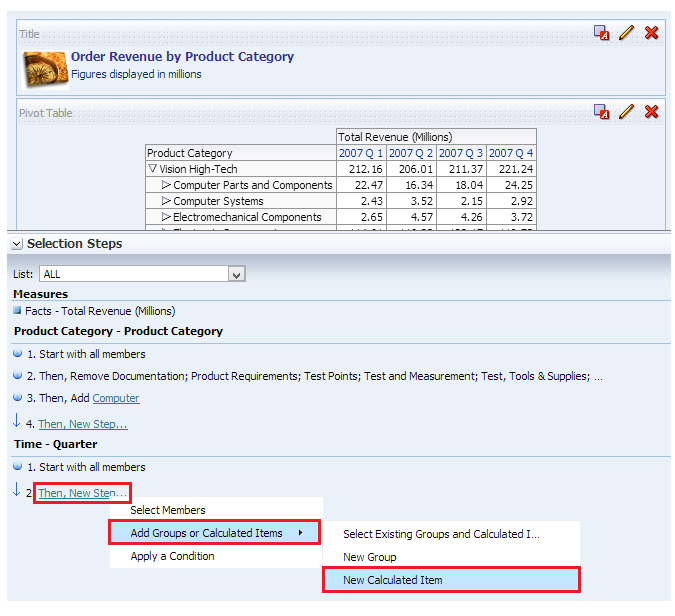 Title
Order Revenue by Product Category
Figures displayed in millions
Pivot Table
Total Revenue (Millions)
Product Category 2007 Q 1 2007 Q 2 2007 Q 3 2007 Q 4
Vision High-Tech 212.16 206.01 211.37 221.24
Computer Parts and Components 22.47 16.34 18.04 24.25
Computer Systems 2.43 3.52 2.15 2.92
Electromechanical Components 2.65 4.57 4.26 3.72
Selection Steps
List: ALL
Measures
Facts - Total Revenue (Millions)
Product Category - Product Category
1. Start with all members
2. Then, Remove Documentation; Product Requirements; Test Points; Test and Measurement; Test, Tools & Supplies; ...
3. Then, Add Computer
4. Then, New Step...
Time - Quarter
1. Start with all members
2. Then, New Step...
Select Members
Add Groups or Calculated Items
Apply a Condition
Select Existing Groups and Calculated I...
New Group
New Calculated Item